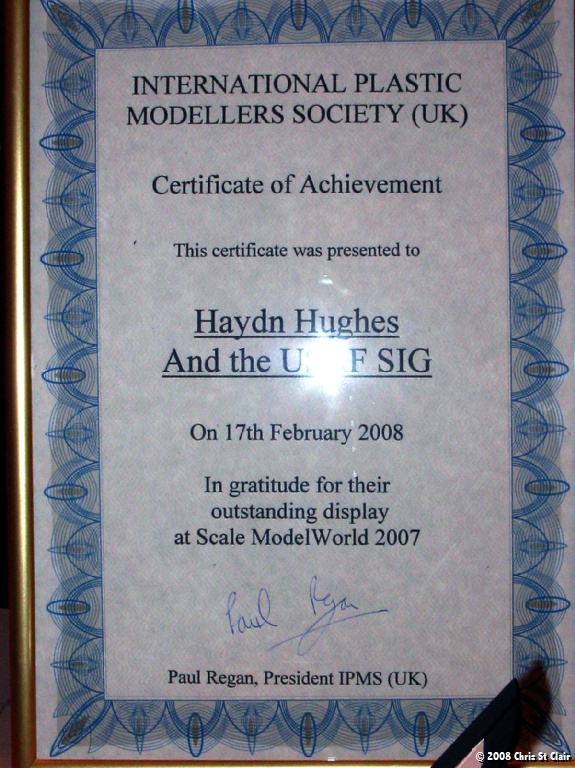 INTERNATIONAL PLASTIC
MODELLERS SOCIETY (UK)
Certificate of Achievement
This certificate was presented to
Haydn Hughes
And the SIG
On 17th February 2008
In gratitude for their
outstanding display
at Scale ModelWorld 2007
Paul Regan
Paul Regan, President IPMS (UK)
© 2008 Chris St Clair